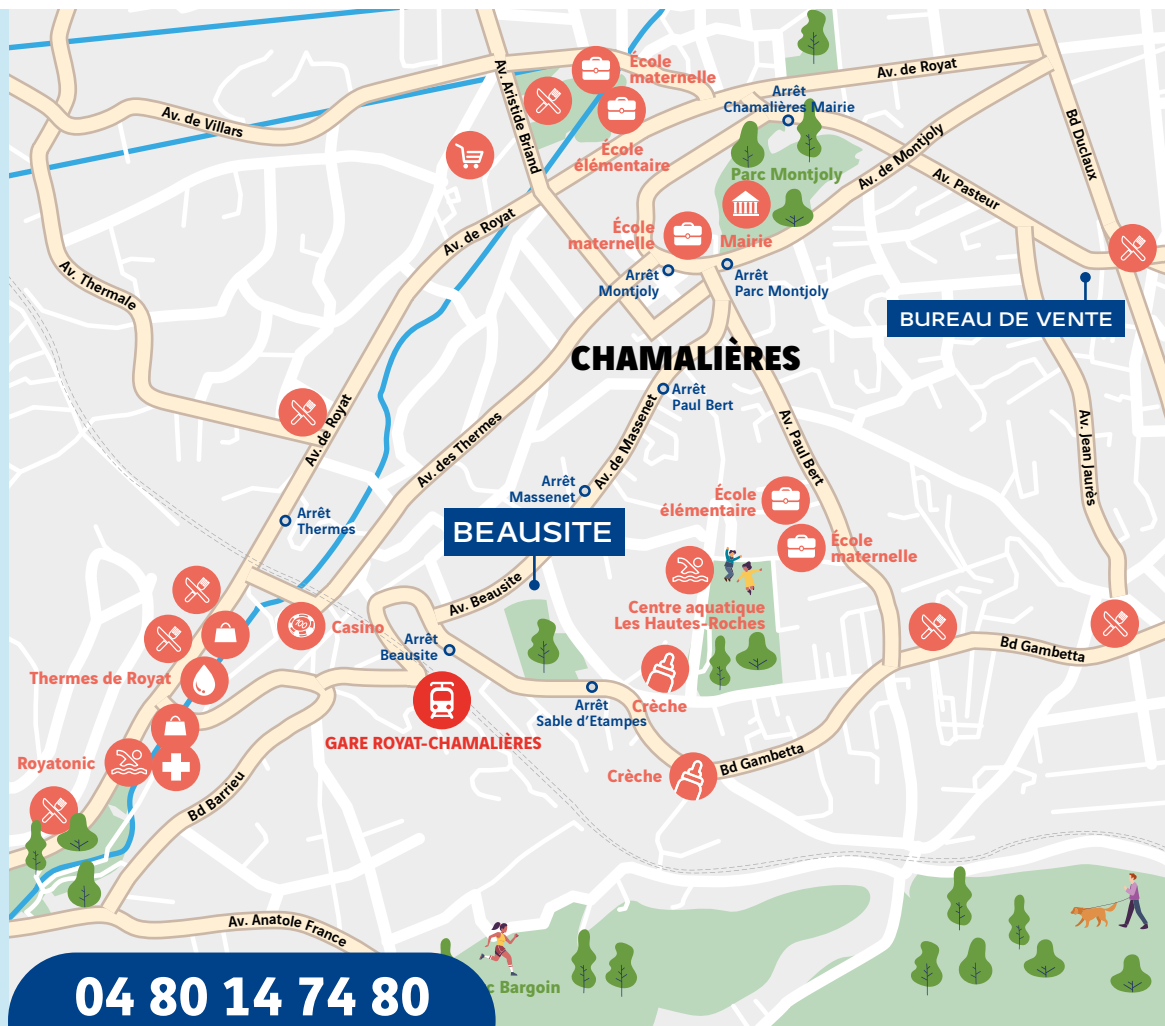 École
maternelle
Av. de Royat
Av. Aristide Briand
Arrêt
Chamalières Mairie
Av. de Villars
Bd Duclaux
École
élémentaire
Av. de Montjoly
Parc Montjoly
Av. Pasteur
Av. de Royat
École
maternelle
Mairie
Av. Thermale
Arrêt
Montjoly
Arrêt
Parc Montjoly
BUREAU DE VENTE
CHAMALIÈRES
Arrêt
Paul Bert
Av. de Royat
Av. des Thermes
Av. de Massenet
Av. Paul Bert
Av. Jean Jaurès
Arrêt
Massenet
École
élémentaire
Arrêt
Thermes
BEAUSITE
École
maternelle
Av. Beausite
Centre aquatique
Les Hautes-Roches
100
Casino
Arrêt
Beausite
Bd Gambetta
Thermes de Royat
Crèche
Arrêt
Sable d'Etampes
GARE ROYAT-CHAMALIÈRES
Royatonic
Bd Gambetta
Crèche
Bd Barrieu
Av. Anatole France
c Bargoin
04 80 14 74 80